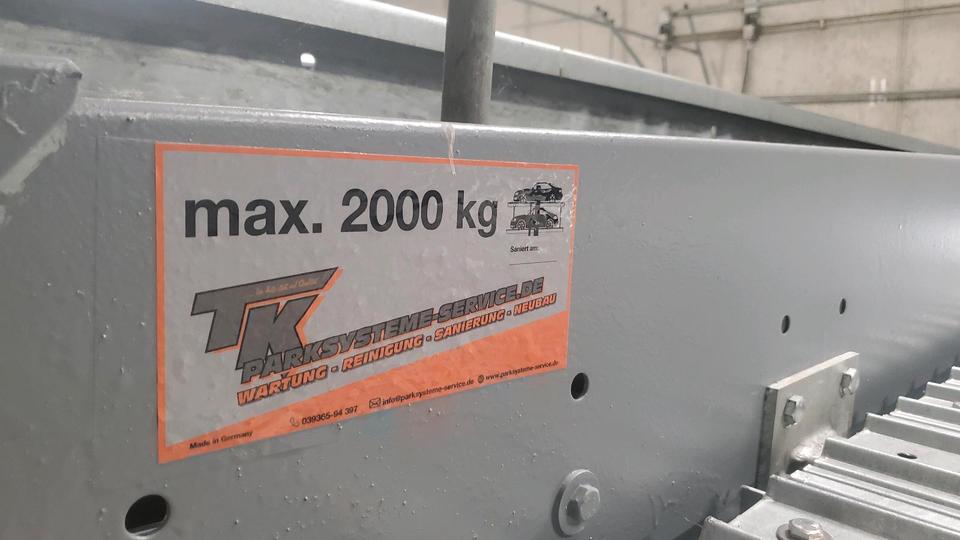 max. 2000 kg
Saniert am:
TK
PARKSYSTEME-SERVICE.DE
WARTUNG - REINIGUNG - SANIERUNG - NEUBAU
039365-94 397 info@parksysteme-service.de www.parksysteme-service.de
Made in Germany